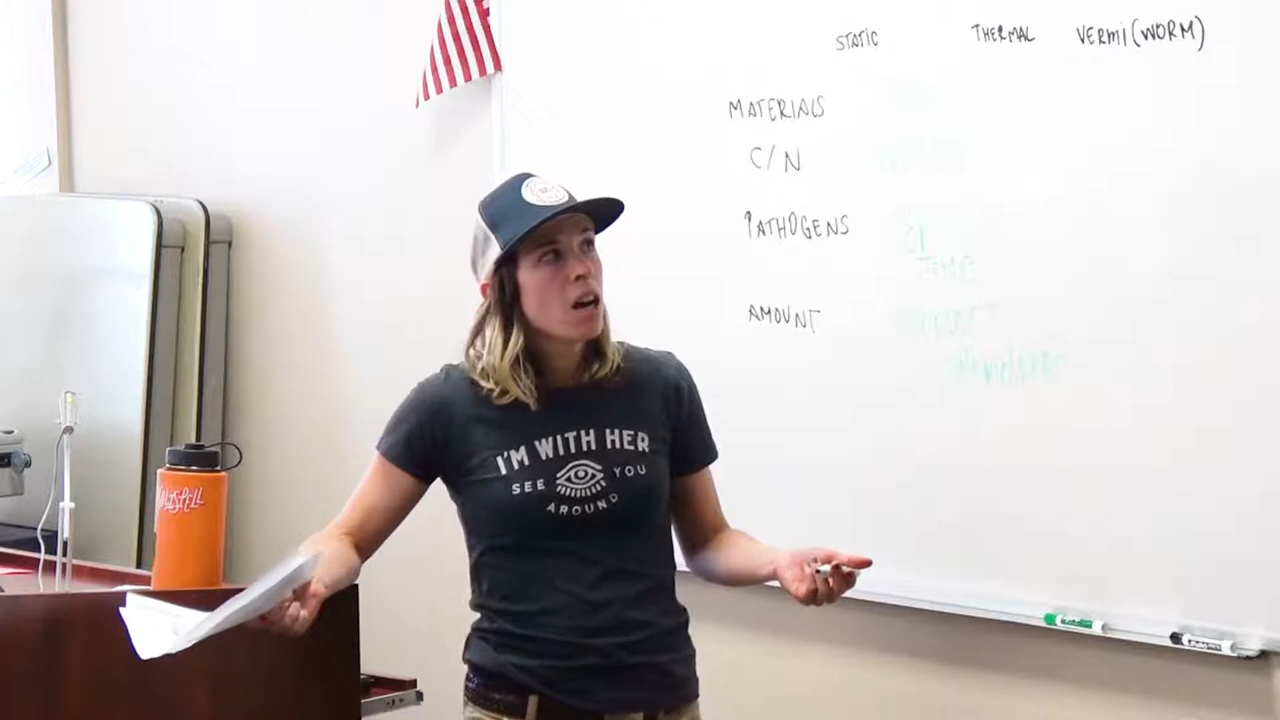 STATIC THERMAL VERMI (WORM)
MATERIALS
C/N
PATHOGENS
AMOUNT
I'M WITH HER
SEE YOU
AROUND